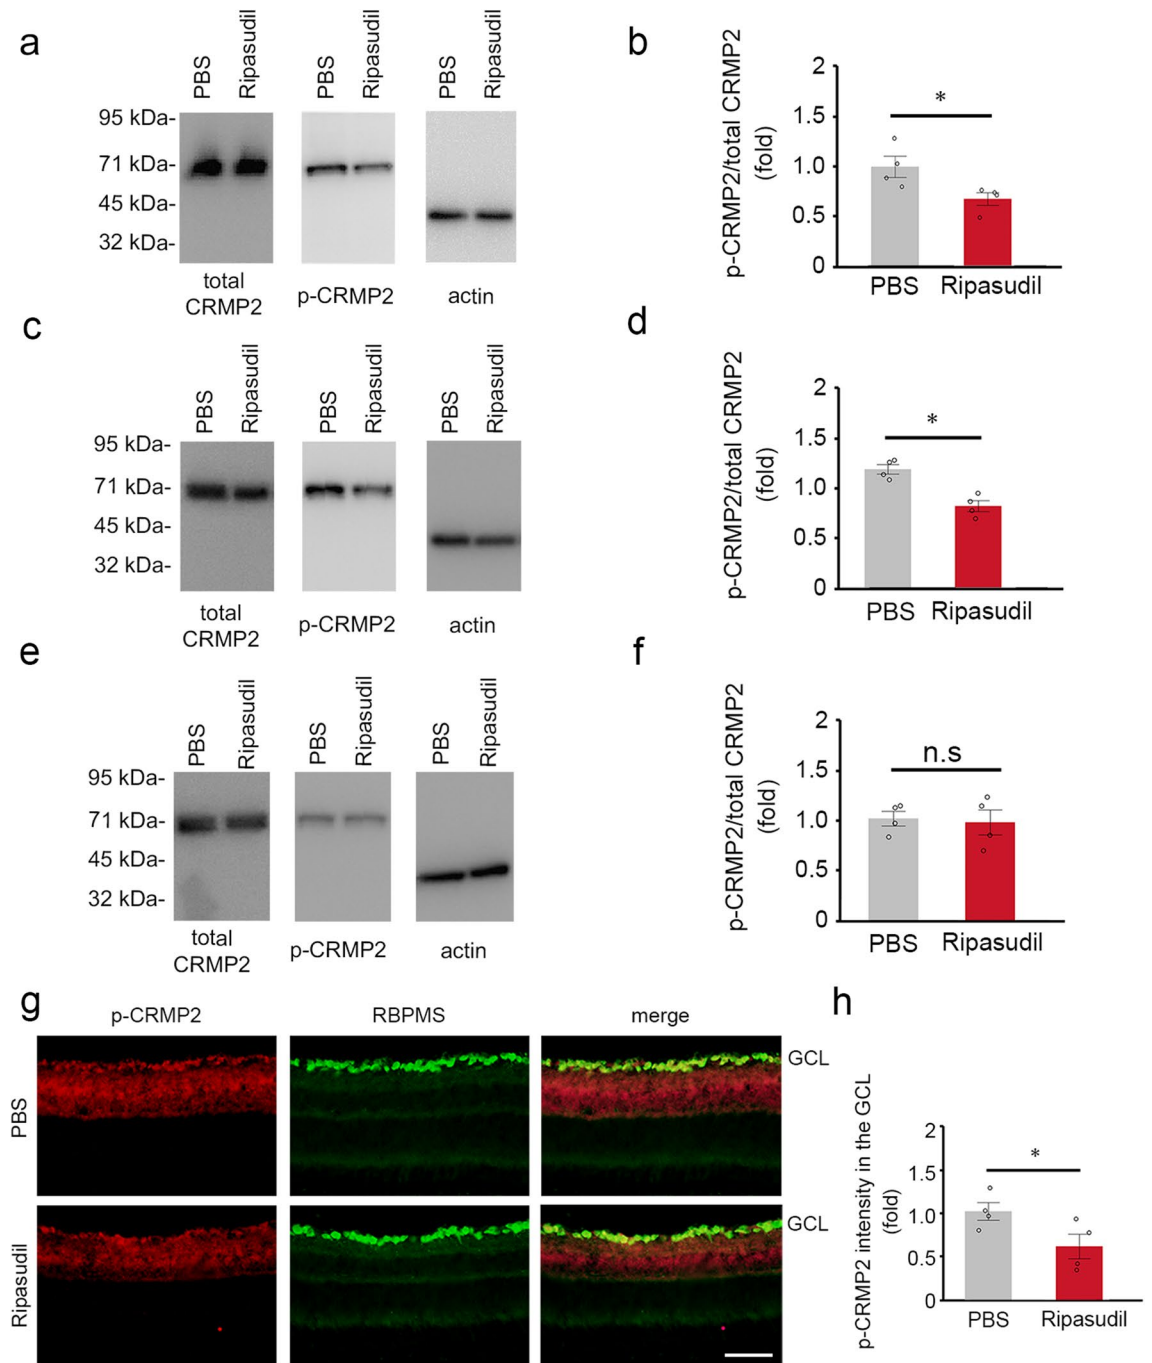 a
PBS
Ripasudil
PBS
Ripasudil
PBS
Ripasudil
95 kDa-
71 kDa-
45 kDa-
32 kDa-
total
CRMP2
p-CRMP2
actin
b
p-CRMP2/total CRMP2
(fold)
2
1.5
1.0
0.5
0
*
PBS
Ripasudil
c
PBS
Ripasudil
PBS
Ripasudil
PBS
Ripasudil
95 kDa-
71 kDa-
45 kDa-
32 kDa-
total
CRMP2
p-CRMP2
actin
d
p-CRMP2/total CRMP2
(fold)
2
1.5
1.0
0.5
0
*
PBS
Ripasudil
e
PBS
Ripasudil
PBS
Ripasudil
PBS
Ripasudil
95 kDa-
71 kDa-
45 kDa-
32 kDa-
total
CRMP2
p-CRMP2
actin
f
p-CRMP2/total CRMP2
(fold)
2
1.5
1.0
0.5
0
n.s
PBS
Ripasudil
g
p-CRMP2
RBPMS
merge
PBS
GCL
Ripasudil
GCL
h
p-CRMP2 intensity in the GCL
(fold)
2
1.5
1.0
0.5
0
*
PBS
Ripasudil